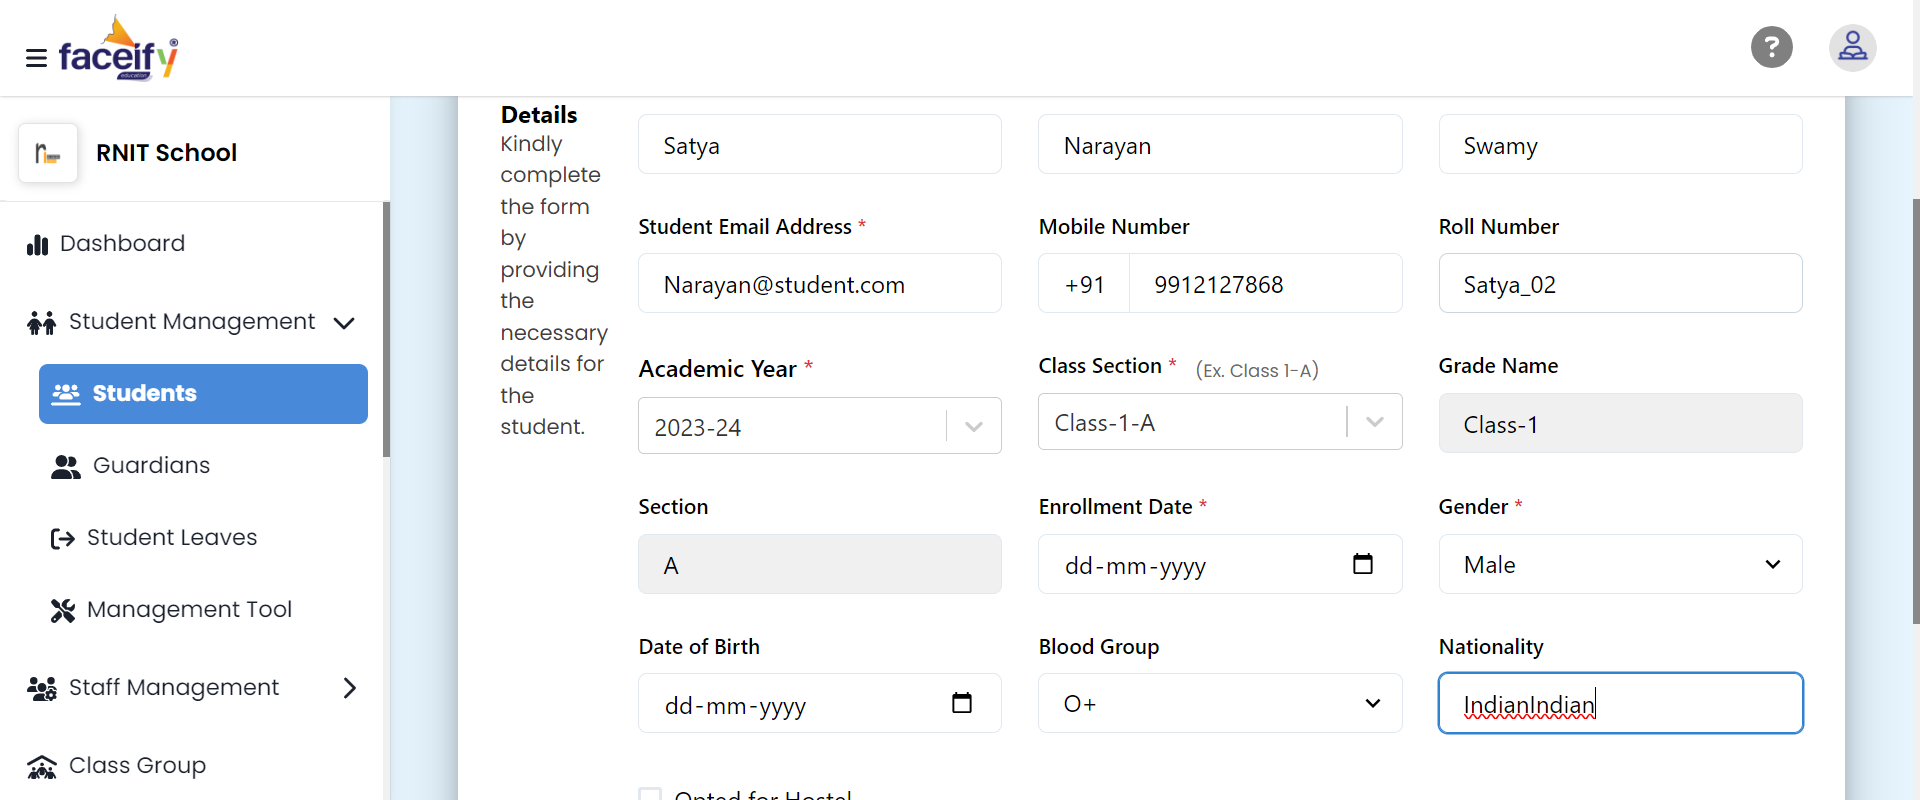 faceify®
education
?
RNIT School
Dashboard
Student Management
Students
Guardians
Student Leaves
Management Tool
Staff Management
Class Group
Details
Kindly
complete
the form
by
providing
the
necessary
details for
the
student.
Satya
Narayan
Swamy
Student Email Address *
Mobile Number
Roll Number
Narayan@student.com
+91 9912127868
Satya_02
Academic Year *
Class Section * (Ex. Class 1-A)
Grade Name
2023-24
Class-1-A
Class-1
Section
Enrollment Date *
Gender *
A
dd-mm-yyyy
Male
Date of Birth
Blood Group
Nationality
dd-mm-yyyy
O+
IndianIndian
Opted for Hostel